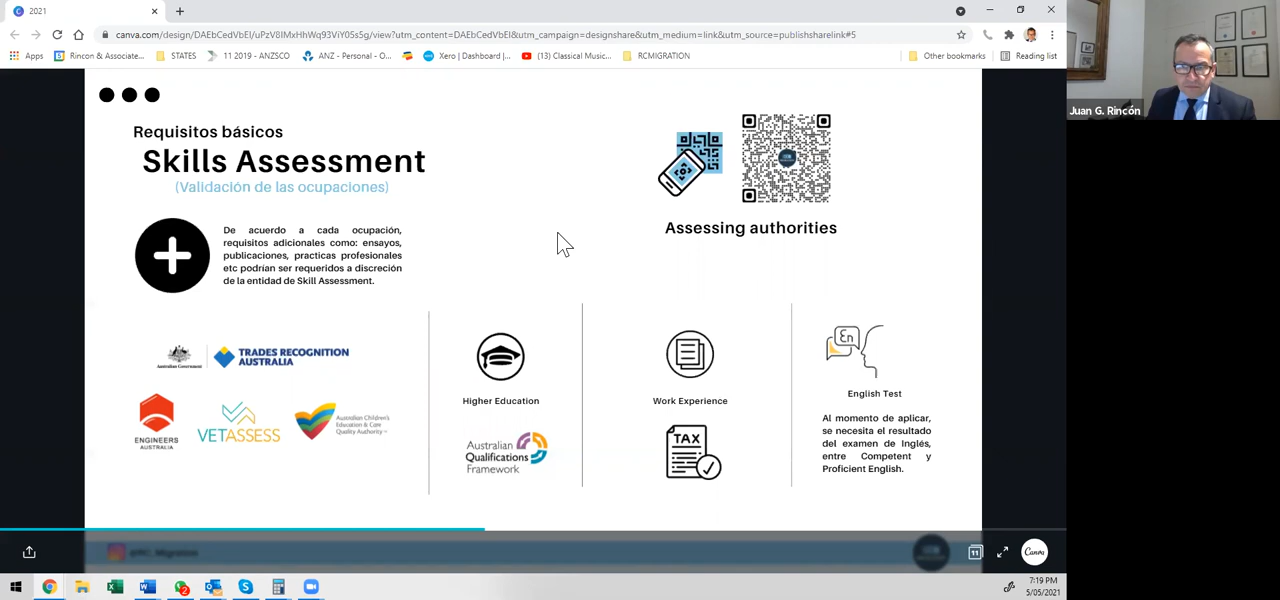 2021
canva.com/design/DAEbCedVbEI/uPzV8IMxHhWq93ViY05s5g/view?utm_content=DAEbCedVbEI&utm_campaign=designshare&utm_medium=link&utm_source=publishsharelink#5
Apps
Rincon & Associate...
STATES
11 2019 - ANZSCO
ANZ - Personal - O...
Xero | Dashboard |...
(13) Classical Music...
RCMIGRATION
Other bookmarks
Reading list
Juan G. Rincón
Requisitos básicos
Skills Assessment
(Validación de las ocupaciones)
De acuerdo a cada ocupación,
requisitos adicionales como: ensayos,
publicaciones, practicas profesionales
etc podrían ser requeridos a discreción
de la entidad de Skill Assessment.
Assessing authorities
Australian Government
TRADES RECOGNITION
AUSTRALIA
ENGINEERS
AUSTRALIA
VETASSESS
Australian Children's
Education & Care
Quality Authority
Higher Education
Australian
Qualifications
Framework
Work Experience
TAX
En
English Test
Al momento de aplicar,
se necesita el resultado
del examen de Inglés,
entre Competent y
Proficient English.
@RC_Migration
11
Canva
2
7:19 PM
5/05/2021